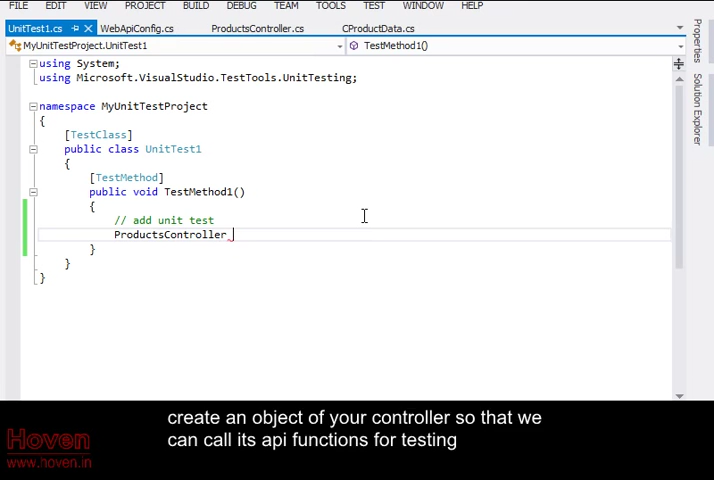 FILE EDIT VIEW PROJECT BUILD DEBUG TEAM TOOLS TEST WINDOW HELP
UnitTest1.cs WebApiConfig.cs ProductsController.cs CProductData.cs
MyUnitTestProject.UnitTest1 TestMethod1()
using System;
using Microsoft.VisualStudio.TestTools.UnitTesting;
namespace MyUnitTestProject
{
[TestClass]
public class UnitTest1
{
[TestMethod]
public void TestMethod1()
{
// add unit test
ProductsController
}
}
}
Properties
Solution Explorer
create an object of your controller so that we
can call its api functions for testing
Hoven
www.hoven.in